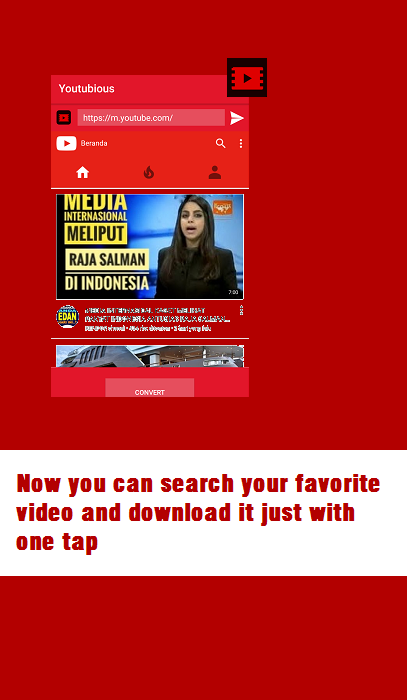 Youtubious
https://m.youtube.com/
Beranda
MEDIA
INTERNASIONAL
MELIPUT
RAJA SALMAN
DI INDONESIA
7:00
EDAN
CONVERT
Now you can search your favorite
video and download it just with
one tap